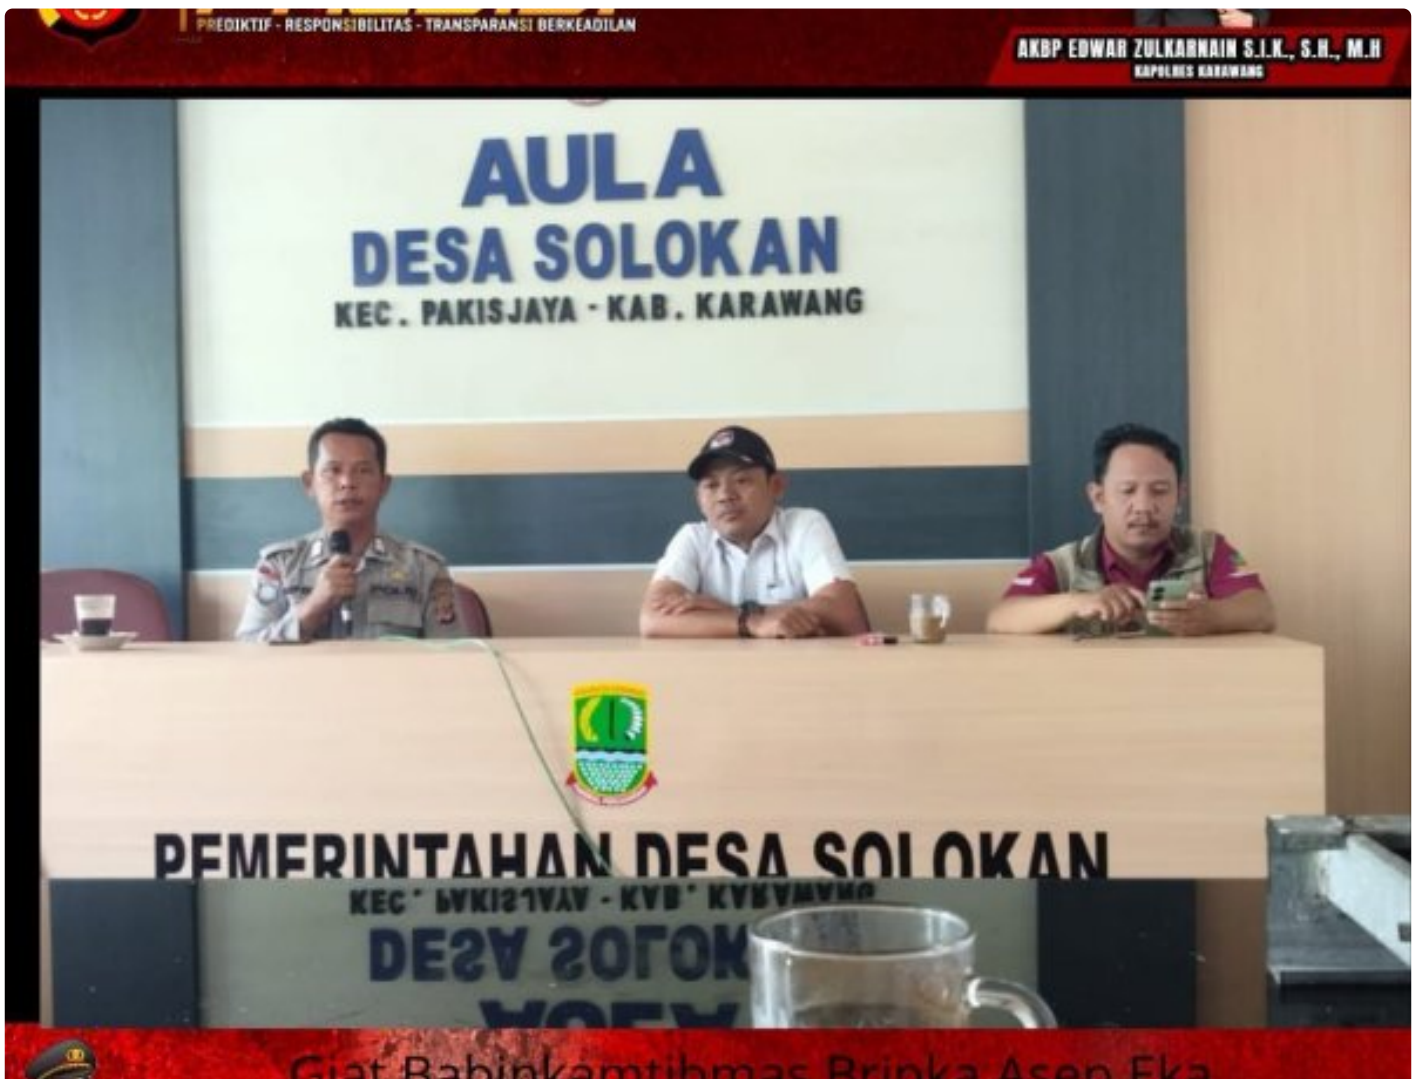 PREDIKTIF - RESPONSIBILITAS - TRANSPARANSI BERKEADILAN
AKBP EDWAR ZULKARNAIN S.I.K., S.H., M.H
KAPOLRES KARAWANG
AULA
DESA SOLOKAN
KEC. PAKISJAYA - KAB. KARAWANG
PEMERINTAHAN DESA SOLOKAN
KEC. PAKISJAYA - KAB. KARAWANG
DESA SOLOK
AULA
Giat Babinkamtibmas Bripka Asep Eka